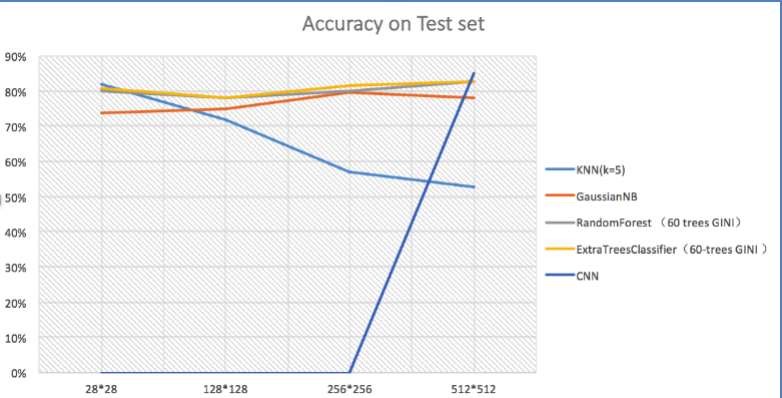 Accuracy on Test set
90%
80%
70%
60%
50%
40%
30%
20%
10%
0%
28*28
128*128
256*256
512*512
KNN(k=5)
GaussianNB
RandomForest （60 trees GINI）
ExtraTreesClassifier（60-trees GINI ）
CNN